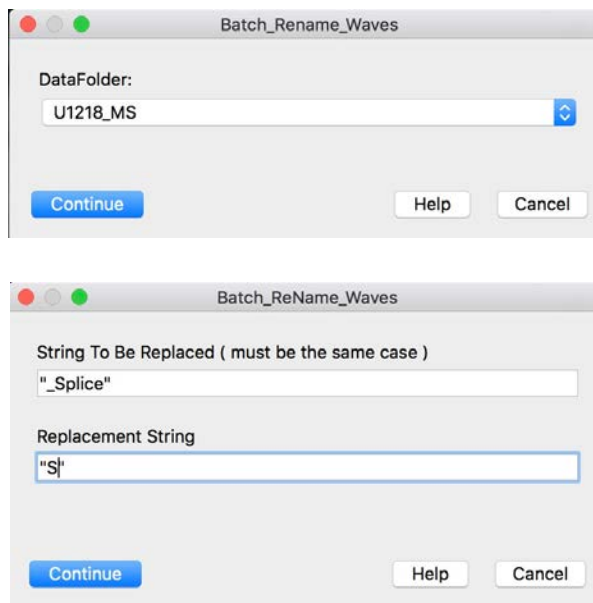 Batch_Rename_Waves
DataFolder:
U1218_MS
Continue Help Cancel
Batch_ReName_Waves
String To Be Replaced ( must be the same case )
"_Splice"
Replacement String
"S"
Continue Help Cancel